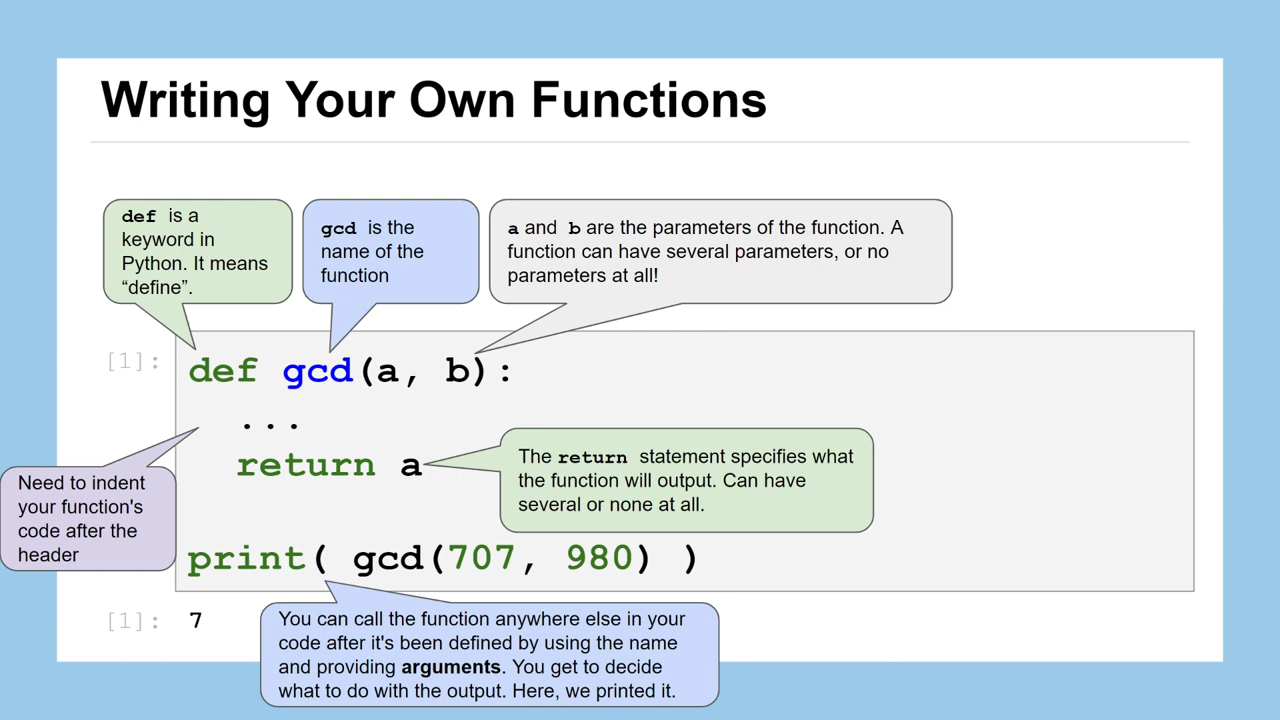 Writing Your Own Functions
def is a
keyword in
Python. It means
“define”.
gcd is the
name of the
function
a and b are the parameters of the function. A
function can have several parameters, or no
parameters at all!
[1]:
def gcd(a, b):
...
return a
Need to indent
your function's
code after the
header
The return statement specifies what
the function will output. Can have
several or none at all.
print( gcd(707, 980) )
[1]: 7
You can call the function anywhere else in your
code after it's been defined by using the name
and providing arguments. You get to decide
what to do with the output. Here, we printed it.